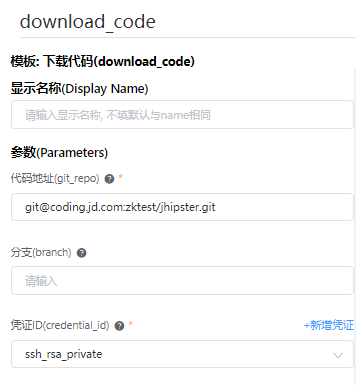 download_code
模板: 下载代码(download_code)
显示名称(Display Name)
请输入显示名称, 不填默认与name相同
参数(Parameters)
代码地址(git_repo) ? *
git@coding.jd.com:zktest/jhipster.git
分支(branch) ?
请输入
凭证ID(credential_id) ? * +新增凭证
ssh_rsa_private